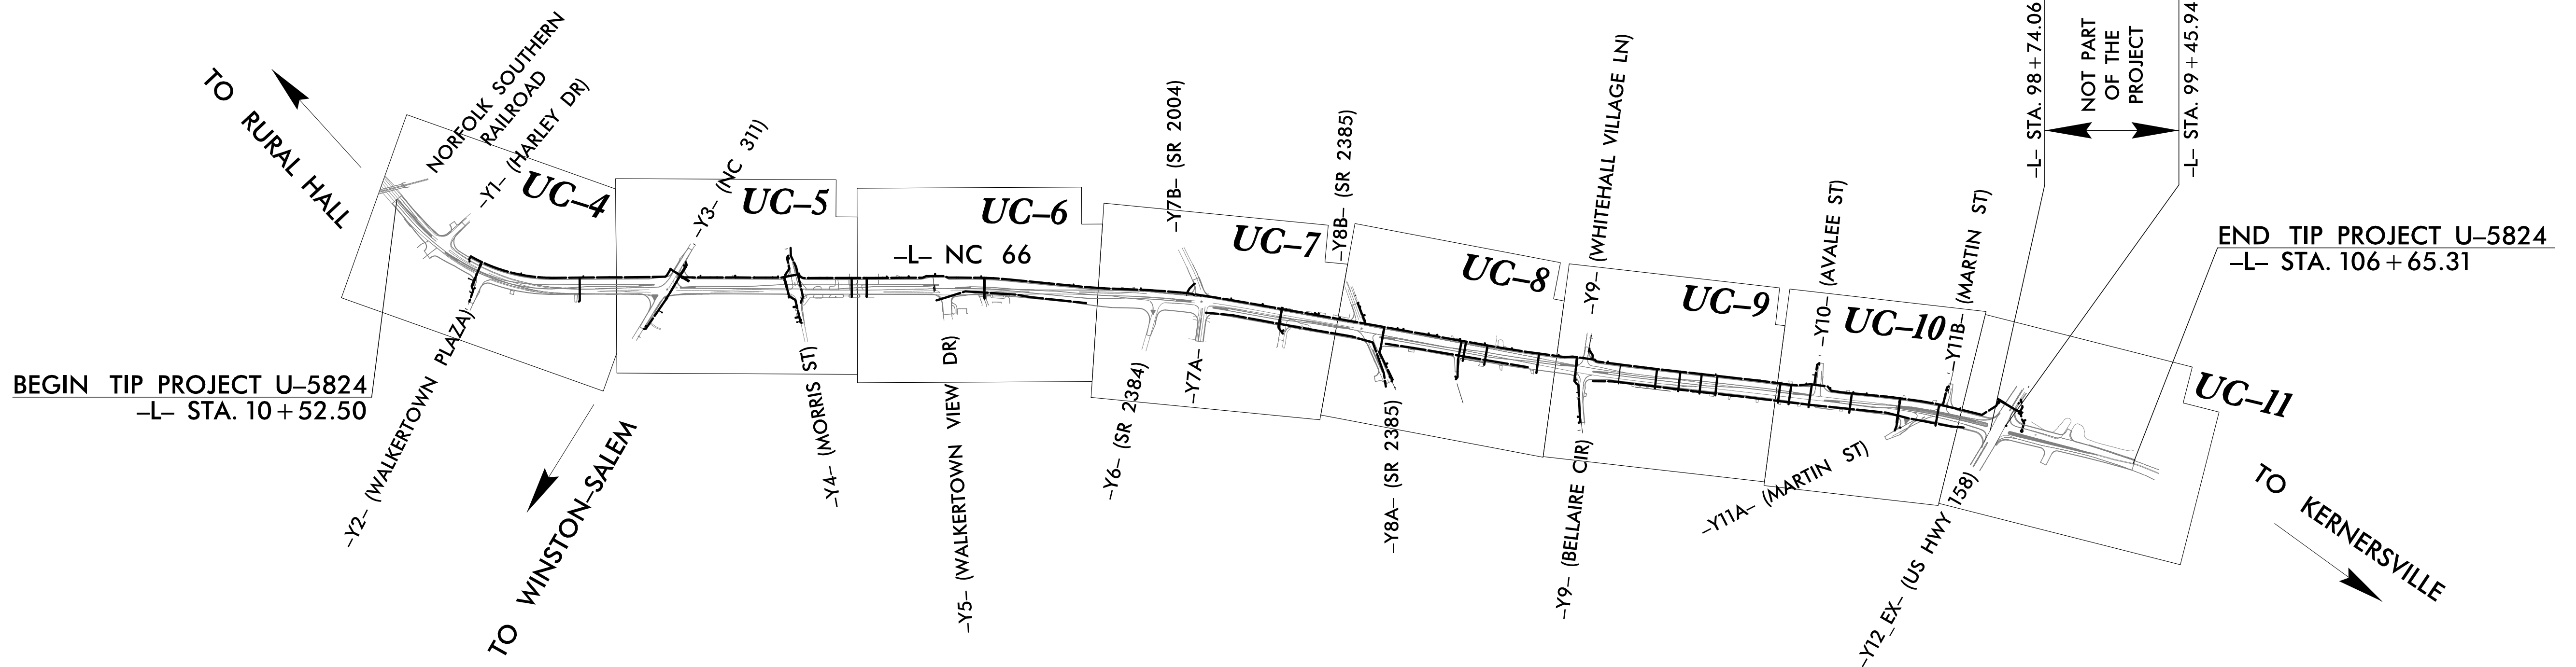 TO RURAL HALL
NORFOLK SOUTHERN
RAILROAD
-Y1- (HARLEY DR)
UC-4
-Y3- (NC 311)
UC-5
UC-6
-L- NC 66
-Y7B- (SR 2004)
UC-7
-Y8B- (SR 2385)
UC-8
-Y9- (WHITEHALL VILLAGE LN)
UC-9
-Y10- (AVALEE ST)
UC-10
-Y11B- (MARTIN ST)
-L- STA. 98+74.06
NOT PART
OF THE
PROJECT
-L- STA. 99+45.94
END TIP PROJECT U-5824
-L- STA. 106+65.31
UC-11
BEGIN TIP PROJECT U-5824
-L- STA. 10+52.50
-Y2- (WALKERTOWN PLAZA)
TO WINSTON-SALEM
-Y4- (MORRIS ST)
-Y5- (WALKERTOWN VIEW DR)
-Y6- (SR 2384)
-Y7A-
-Y8A- (SR 2385)
-Y9- (BELLAIRE CIR)
-Y11A- (MARTIN ST)
-Y12_EX- (US HWY 158)
TO KERNERSVILLE